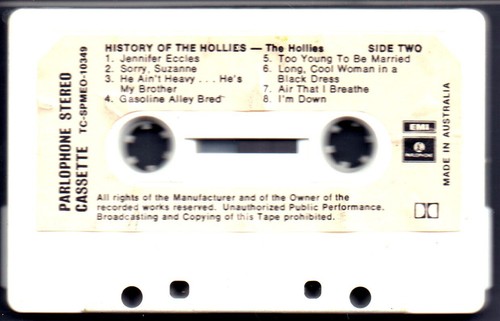 HISTORY OF THE HOLLIES — The Hollies SIDE TWO
1. Jennifer Eccles
2. Sorry, Suzanne
3. He Ain't Heavy . . . He's
My Brother
4. Gasoline Alley Bred
5. Too Young To Be Married
6. Long, Cool Woman in a
Black Dress
7. Air That I Breathe
8. I'm Down
PARLOPHONE STEREO
CASSETTE TC-SPMEO-10349
EMI
PARLOPHONE
MADE IN AUSTRALIA
All rights of the Manufacturer and of the Owner of the
recorded works reserved. Unauthorized Public Performance.
Broadcasting and Copying of this Tape prohibited.